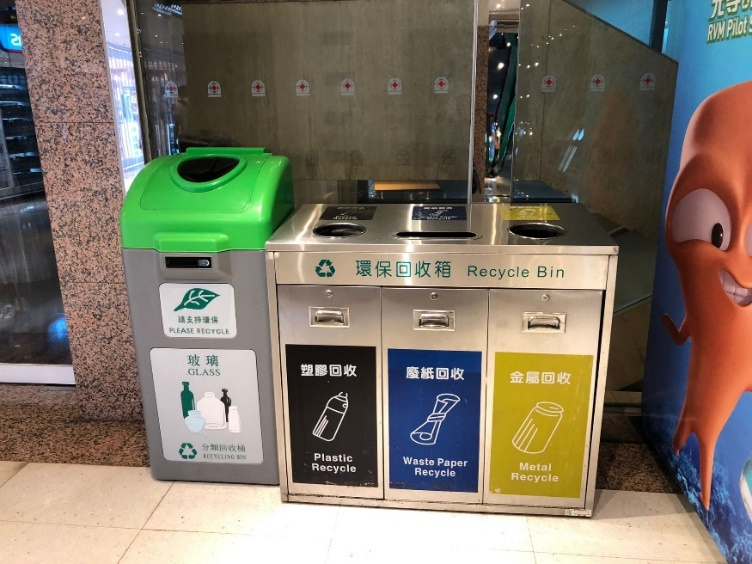 請支持環保
PLEASE RECYCLE
玻璃
GLASS
分類回收桶
RECYCLING BIN
環保回收箱 Recycle Bin
塑膠回收
Plastic
Recycle
廢紙回收
Waste Paper
Recycle
金屬回收
Metal
Recycle
RVM Pilot